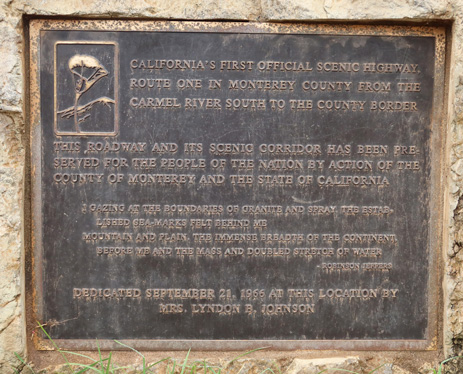 CALIFORNIA'S FIRST OFFICIAL SCENIC HIGHWAY.
ROUTE ONE IN MONTEREY COUNTY FROM THE
CARMEL RIVER SOUTH TO THE COUNTY BORDER
THIS ROADWAY AND ITS SCENIC CORRIDOR HAS BEEN PRE-
SERVED FOR THE PEOPLE OF THE NATION BY ACTION OF THE
COUNTY OF MONTEREY AND THE STATE OF CALIFORNIA
I GAZING AT THE BOUNDARIES OF GRANITE AND SPRAY, THE ESTAB-
LISHED SEA-MARKS FELT BEHIND ME
MOUNTAIN AND PLAIN, THE IMMENSE BREADTH OF THE CONTINENT,
BEFORE ME AND THE MASS AND DOUBLED STRETCH OF WATER
-ROBINSON JEFFERS
DEDICATED SEPTEMBER 21, 1966 AT THIS LOCATION BY
MRS. LYNDON B. JOHNSON